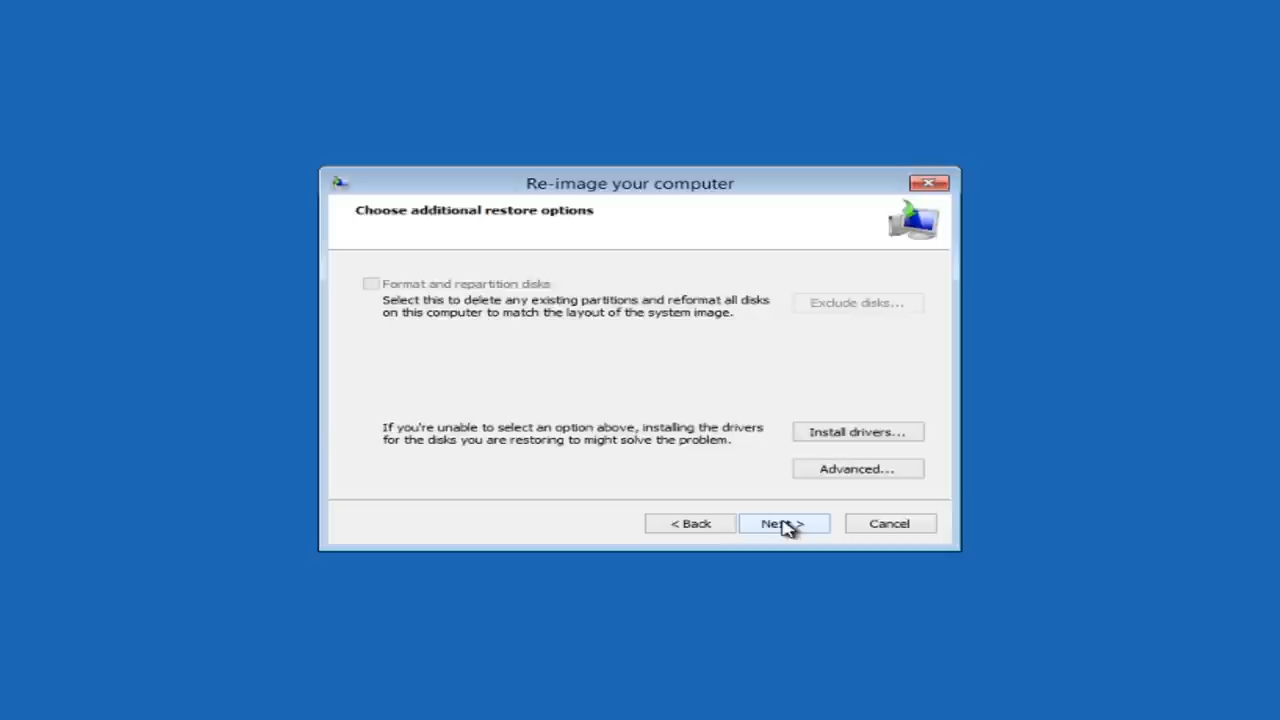 Re-image your computer
Choose additional restore options
Format and repartition disks
Select this to delete any existing partitions and reformat all disks
on this computer to match the layout of the system image.
Exclude disks...
If you're unable to select an option above, installing the drivers
for the disks you are restoring to might solve the problem.
Install drivers...
Advanced...
< Back
Next >
Cancel